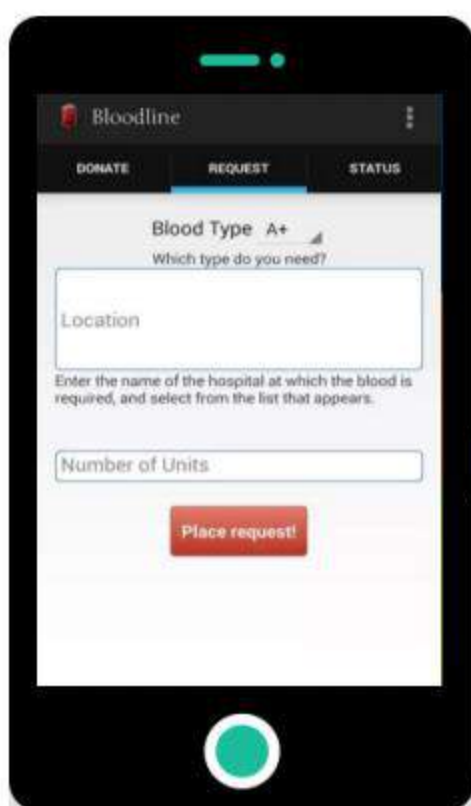 Bloodline
DONATE REQUEST STATUS
Blood Type A+
Which type do you need?
Location
Enter the name of the hospital at which the blood is
required, and select from the list that appears.
Number of Units
Place request!